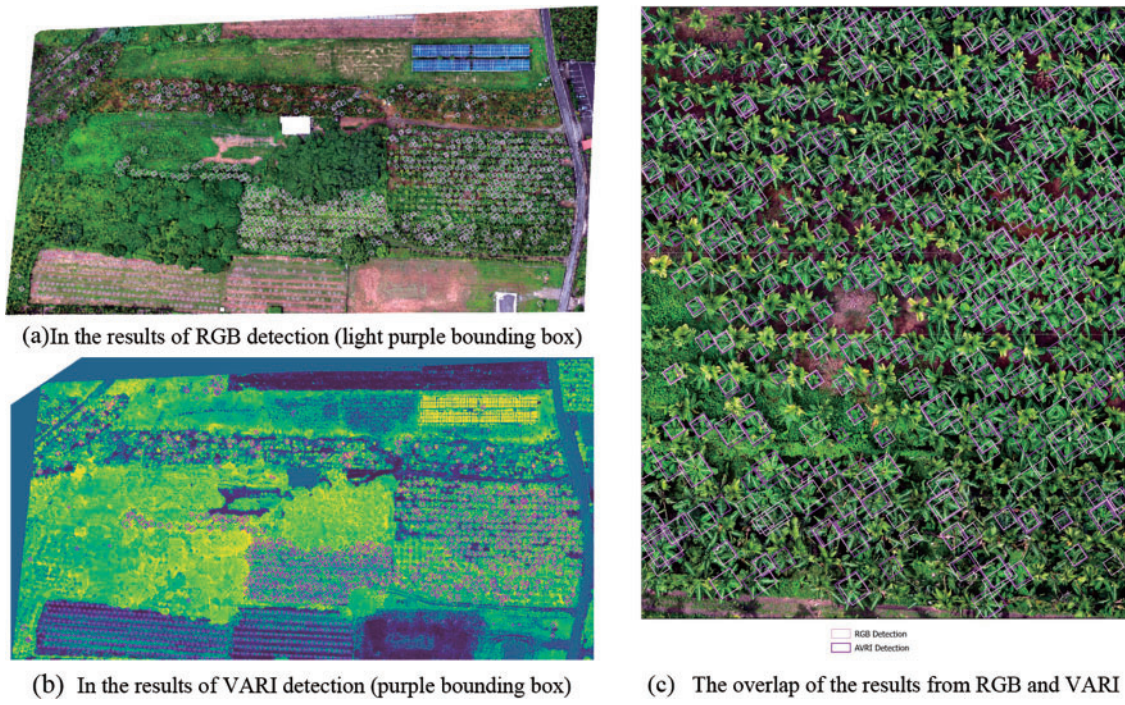 (a)In the results of RGB detection (light purple bounding box)
(b) In the results of VARI detection (purple bounding box)
RGB Detection
AVRI Detection
(c) The overlap of the results from RGB and VARI